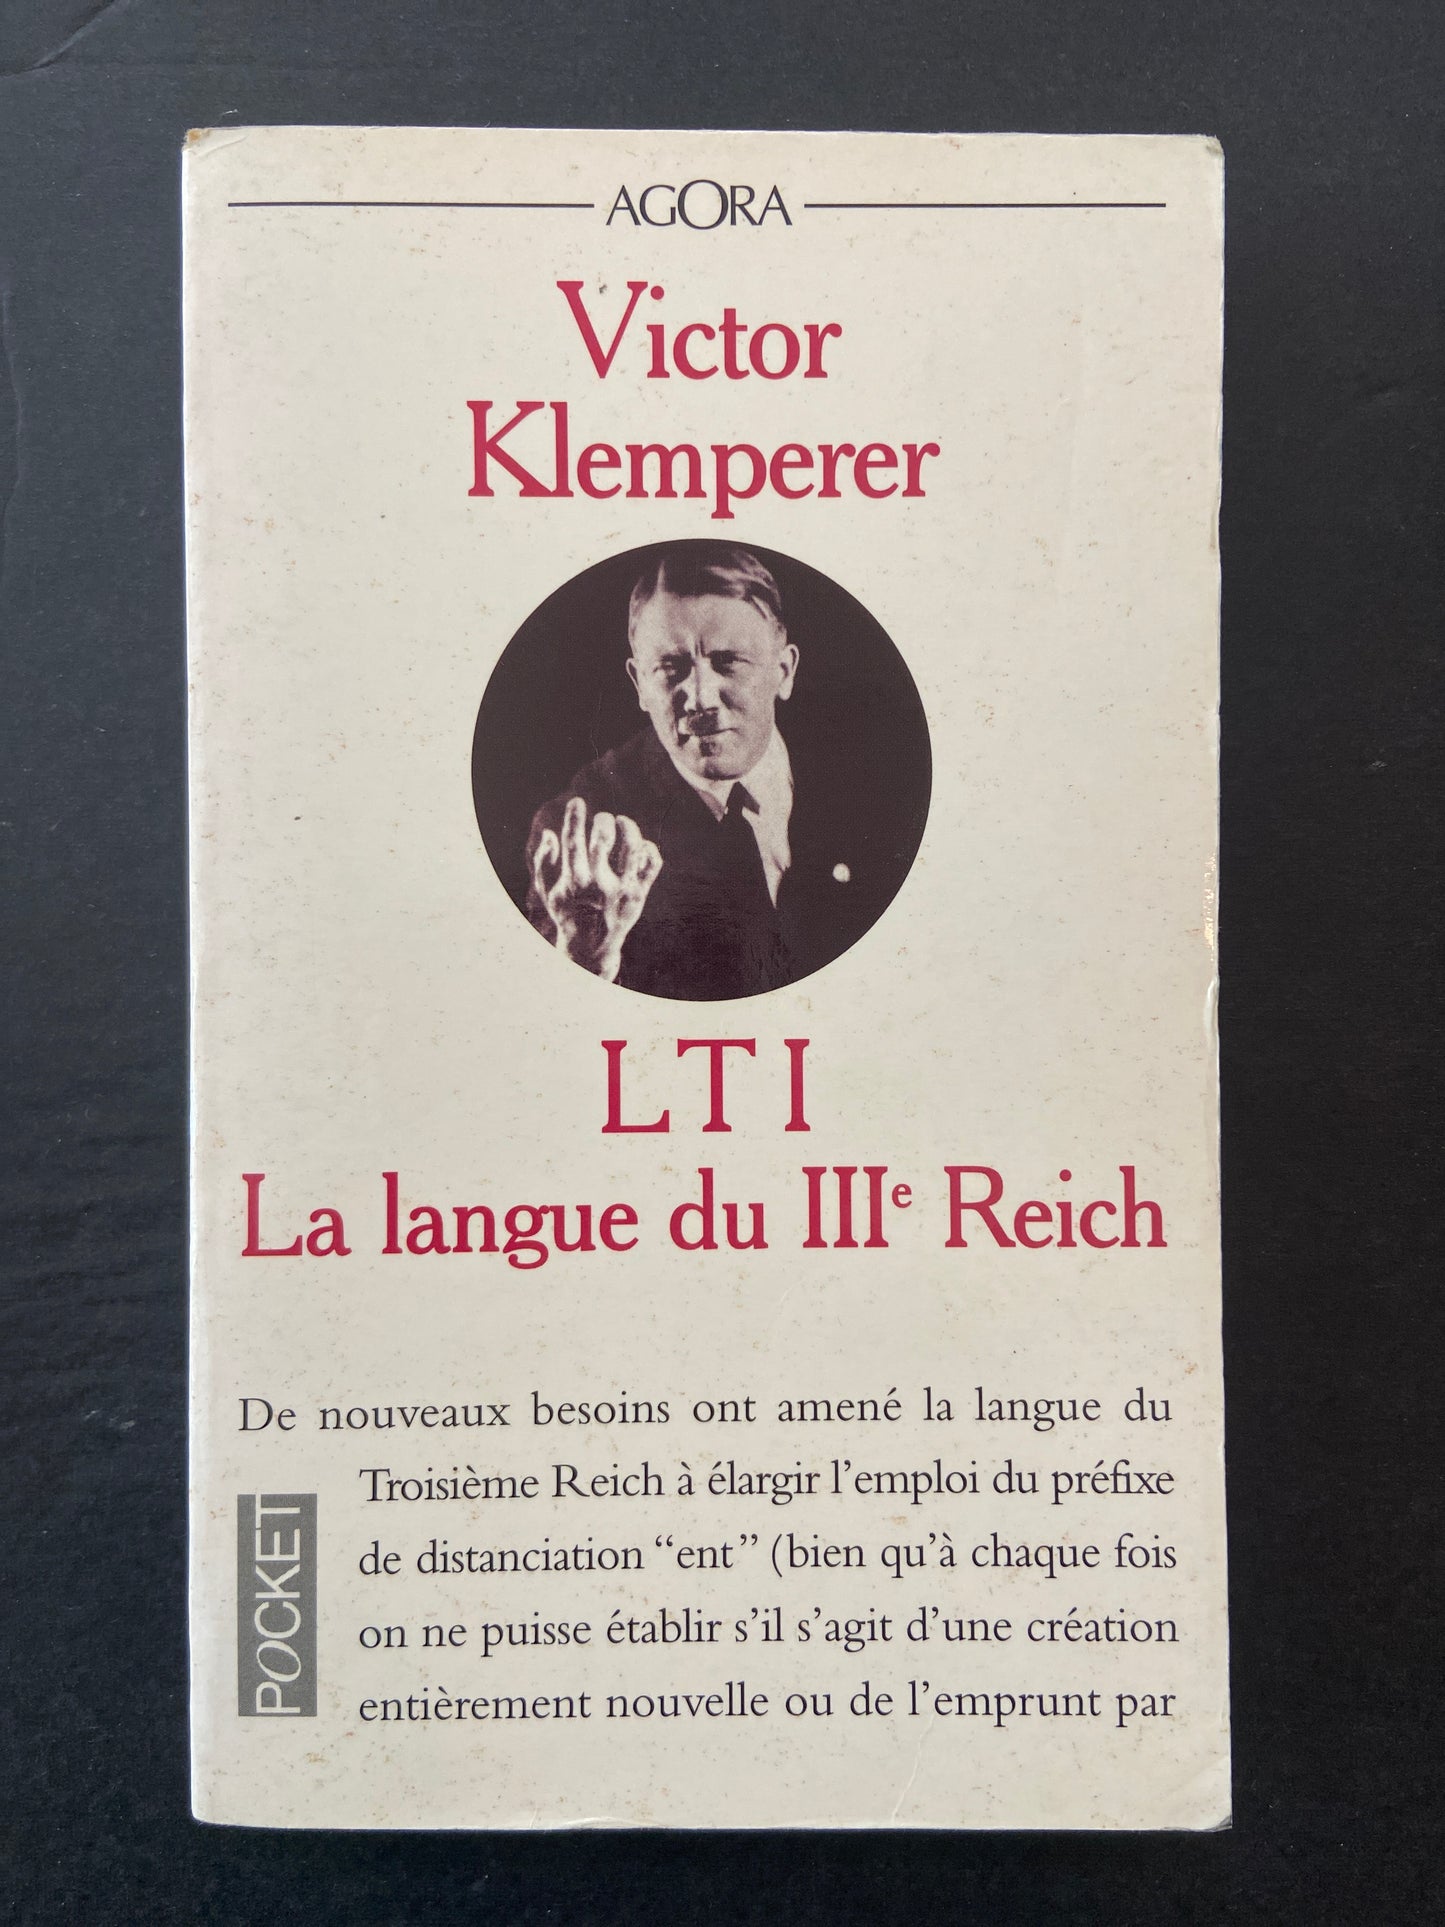 AGORA
Victor
Klemperer
LTI
La langue du IIIe Reich
De nouveaux besoins ont amené la langue du
Troisième Reich à élargir l’emploi du préfixe
de distanciation “ent” (bien qu’à chaque fois
on ne puisse établir s’il s’agit d’une création
entièrement nouvelle ou de l’emprunt par
POCKET